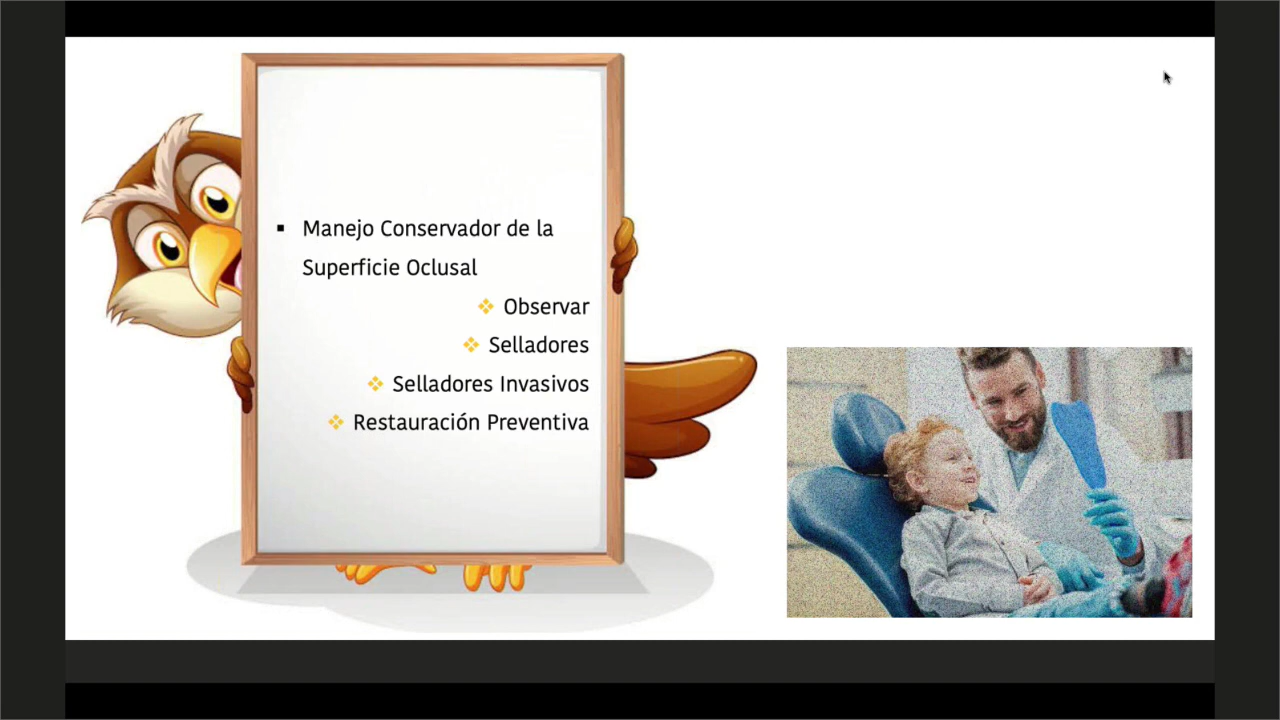 ▪ Manejo Conservador de la
Superficie Oclusal
❖ Observar
❖ Selladores
❖ Selladores Invasivos
❖ Restauración Preventiva